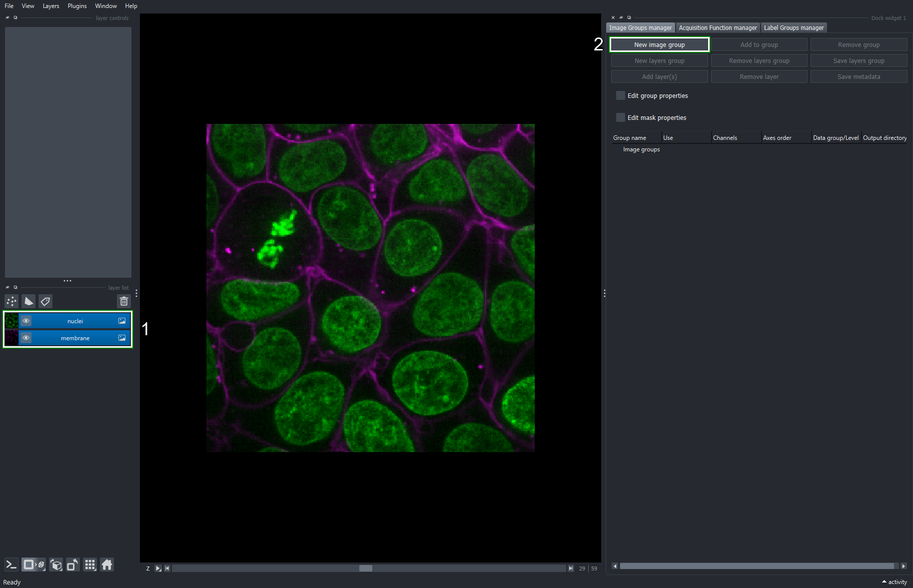 File View Layers Plugins Window Help
layer controls
Dock widget 1
Image Groups manager Acquisition Function manager Label Groups manager
2 New image group Add to group Remove group
New layers group Remove layers group Save layers group
Add layer(s) Remove layer Save metadata
Edit group properties
Edit mask properties
Group name Use Channels Axes order Data group/Level Output directory
Image groups
layer list
nuclei
1
membrane
Z 29 59
Ready activity